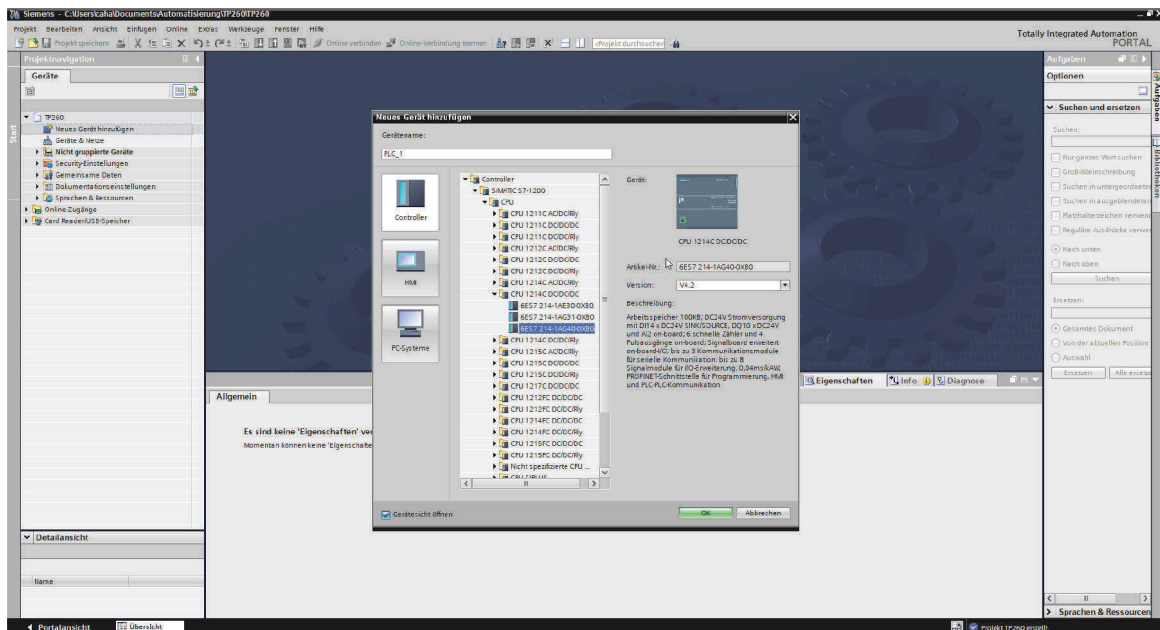 Siemens - C:\Users\caha\Documents\Automatisierung\TP260\TP260
Projekt Bearbeiten Ansicht Einfügen Online Extras Werkzeuge Fenster Hilfe
Projekt speichern Online verbinden Online-Verbindung trennen <Projekt durchsuchen
Totally Integrated Automation
PORTAL
Projektnavigation
Geräte
Start
TP260
Neues Gerät hinzufügen
Geräte & Netze
Nicht gruppierte Geräte
Security-Einstellungen
Gemeinsame Daten
Dokumentationseinstellungen
Sprachen & Ressourcen
Online-Zugänge
Card Reader/USB-Speicher
Detailansicht
Name
Neues Gerät hinzufügen
Gerätename:
PLC_1
Controller
HMI
PC-Systeme
Controller
SIMATIC S7-1200
CPU
CPU 1211C AC/DC/Rly
CPU 1211C DC/DC/DC
CPU 1211C DC/DC/Rly
CPU 1212C AC/DC/Rly
CPU 1212C DC/DC/DC
CPU 1212C DC/DC/Rly
CPU 1214C AC/DC/Rly
CPU 1214C DC/DC/DC
6ES7 214-1AE30-0XB0
6ES7 214-1AG31-0XB0
6ES7 214-1AG40-0XB0
CPU 1214C DC/DC/Rly
CPU 1215C AC/DC/Rly
CPU 1215C DC/DC/DC
CPU 1215C DC/DC/Rly
CPU 1217C DC/DC/DC
CPU 1212FC DC/DC/DC
CPU 1212FC DC/DC/Rly
CPU 1214FC DC/DC/DC
CPU 1214FC DC/DC/Rly
CPU 1215FC DC/DC/DC
CPU 1215FC DC/DC/Rly
Nicht spezifizierte CPU ...
CPU SIPLUS
Gerät:
CPU 1214C DC/DC/DC
Artikel-Nr.: 6ES7 214-1AG40-0XB0
Version: V4.2
Beschreibung:
Arbeitsspeicher 100KB; DC24V Stromversorgung
mit DI14 x DC24V SINK/SOURCE, DQ10 x DC24V
und AI2 on-board; 6 schnelle Zähler und 4
Pulsausgänge on-board; Signalboard erweitert
on-board-I/O; bis zu 3 Kommunikationsmodule
für serielle Kommunikation; bis zu 8
Signalmodule für I/O-Erweiterung; 0,04ms/kAW;
PROFINET-Schnittstelle für Programmierung, HMI
und PLC-PLC-Kommunikation
Gerätesicht öffnen
OK Abbrechen
Eigenschaften Info Diagnose
Allgemein
Es sind keine 'Eigenschaften' ver
Momentan können keine 'Eigenschafte
Aufgaben
Optionen
Suchen und ersetzen
Suchen:
Nur ganzes Wort suchen
Groß-/Kleinschreibung
Suchen in untergeordnete
Suchen in ausgeblendeten
Platzhalterzeichen verwend
Reguläre Ausdrücke verwen
Nach unten
Nach oben
Suchen
Ersetzen:
Gesamtes Dokument
Von der aktuellen Position
Auswahl
Ersetzen Alle ersetze
Sprachen & Ressourcen
Aufgaben
Bibliotheken
Portalansicht Übersicht
Projekt TP260 erstellt.